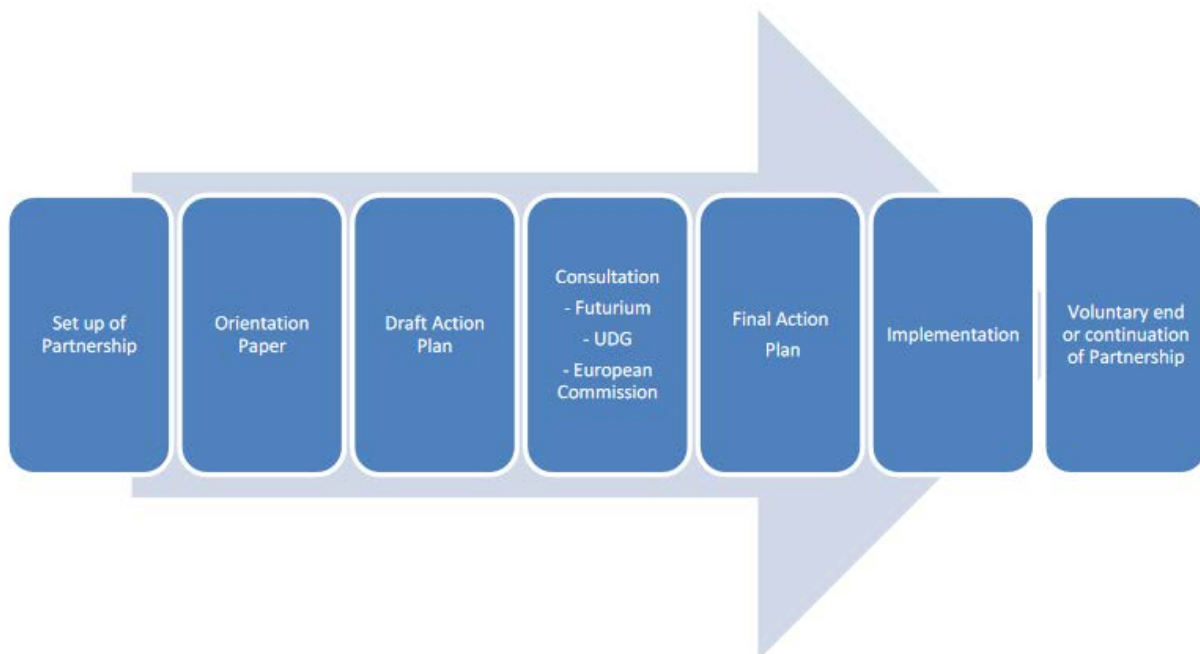 Set up of
Partnership
Orientation
Paper
Draft Action
Plan
Consultation
- Futurium
- UDG
- European
Commission
Final Action
Plan
Implementation
Voluntary end
or continuation
of Partnership